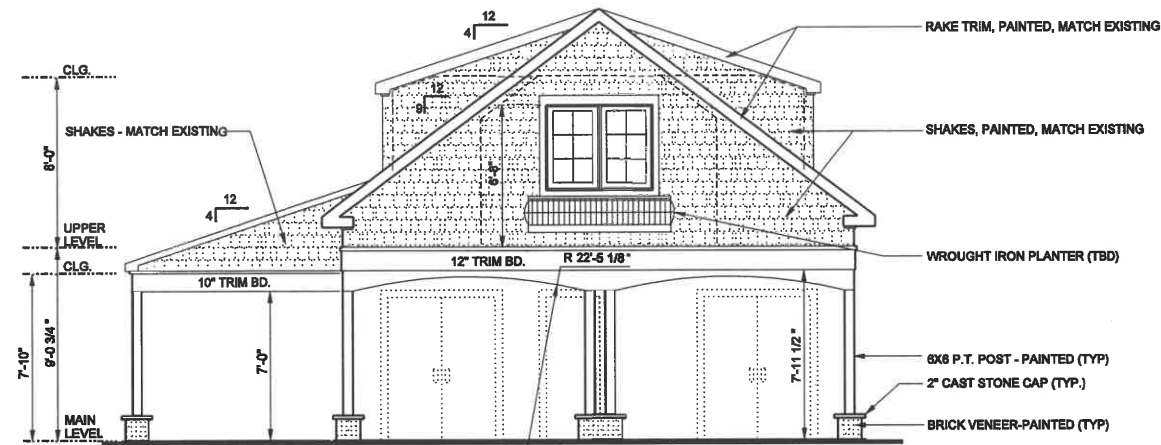 12
4
RAKE TRIM, PAINTED, MATCH EXISTING
CLG.
12
9
SHAKES - MATCH EXISTING
SHAKES, PAINTED, MATCH EXISTING
8'-0"
6'-8"
12
4
UPPER
LEVEL
CLG.
12" TRIM BD.
R 22'-5 1/8"
WROUGHT IRON PLANTER (TBD)
10" TRIM BD.
7'-10"
9'-0 3/4"
7'-0"
7'-11 1/2"
6X6 P.T. POST - PAINTED (TYP)
2" CAST STONE CAP (TYP.)
MAIN
LEVEL
BRICK VENEER-PAINTED (TYP)